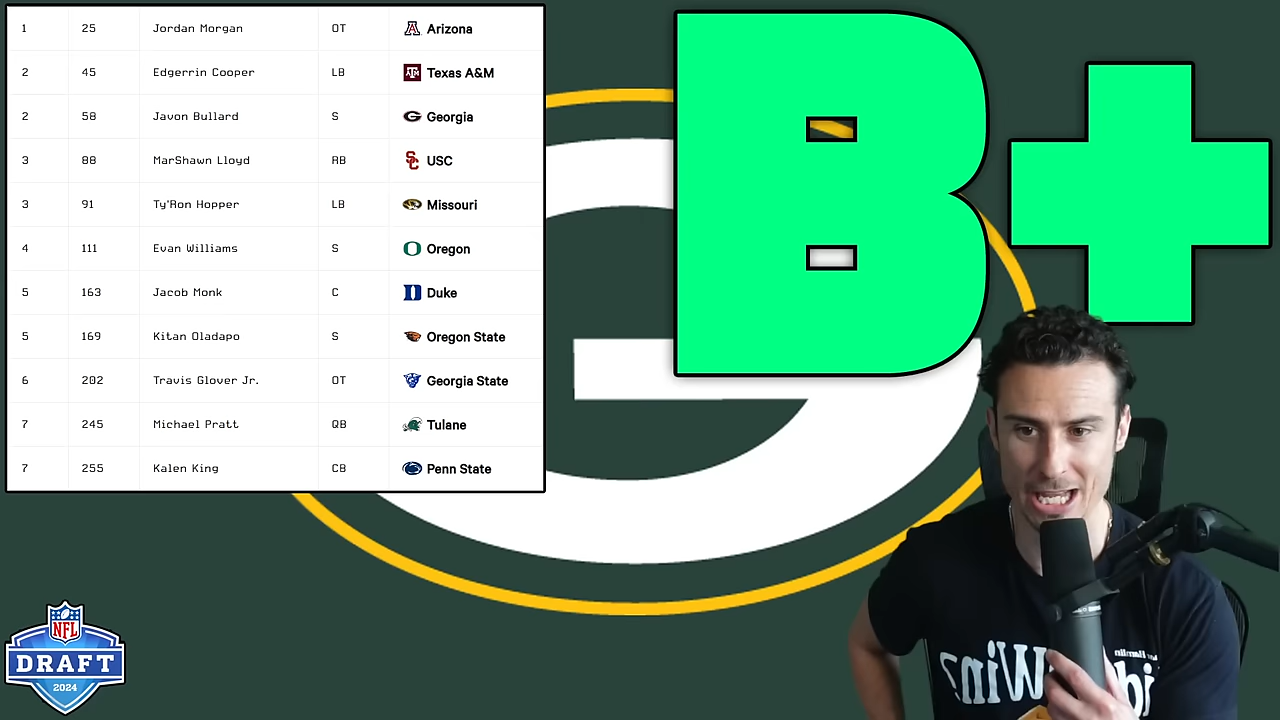 1 25 Jordan Morgan OT Arizona
2 45 Edgerrin Cooper LB Texas A&M
2 58 Javon Bullard S Georgia
3 88 MarShawn Lloyd RB USC
3 91 Ty'Ron Hopper LB Missouri
4 111 Evan Williams S Oregon
5 163 Jacob Monk C Duke
5 169 Kitan Oladapo S Oregon State
6 202 Travis Glover Jr. OT Georgia State
7 245 Michael Pratt QB Tulane
7 255 Kalen King CB Penn State
B+
G
NFL
DRAFT
2024
Win?